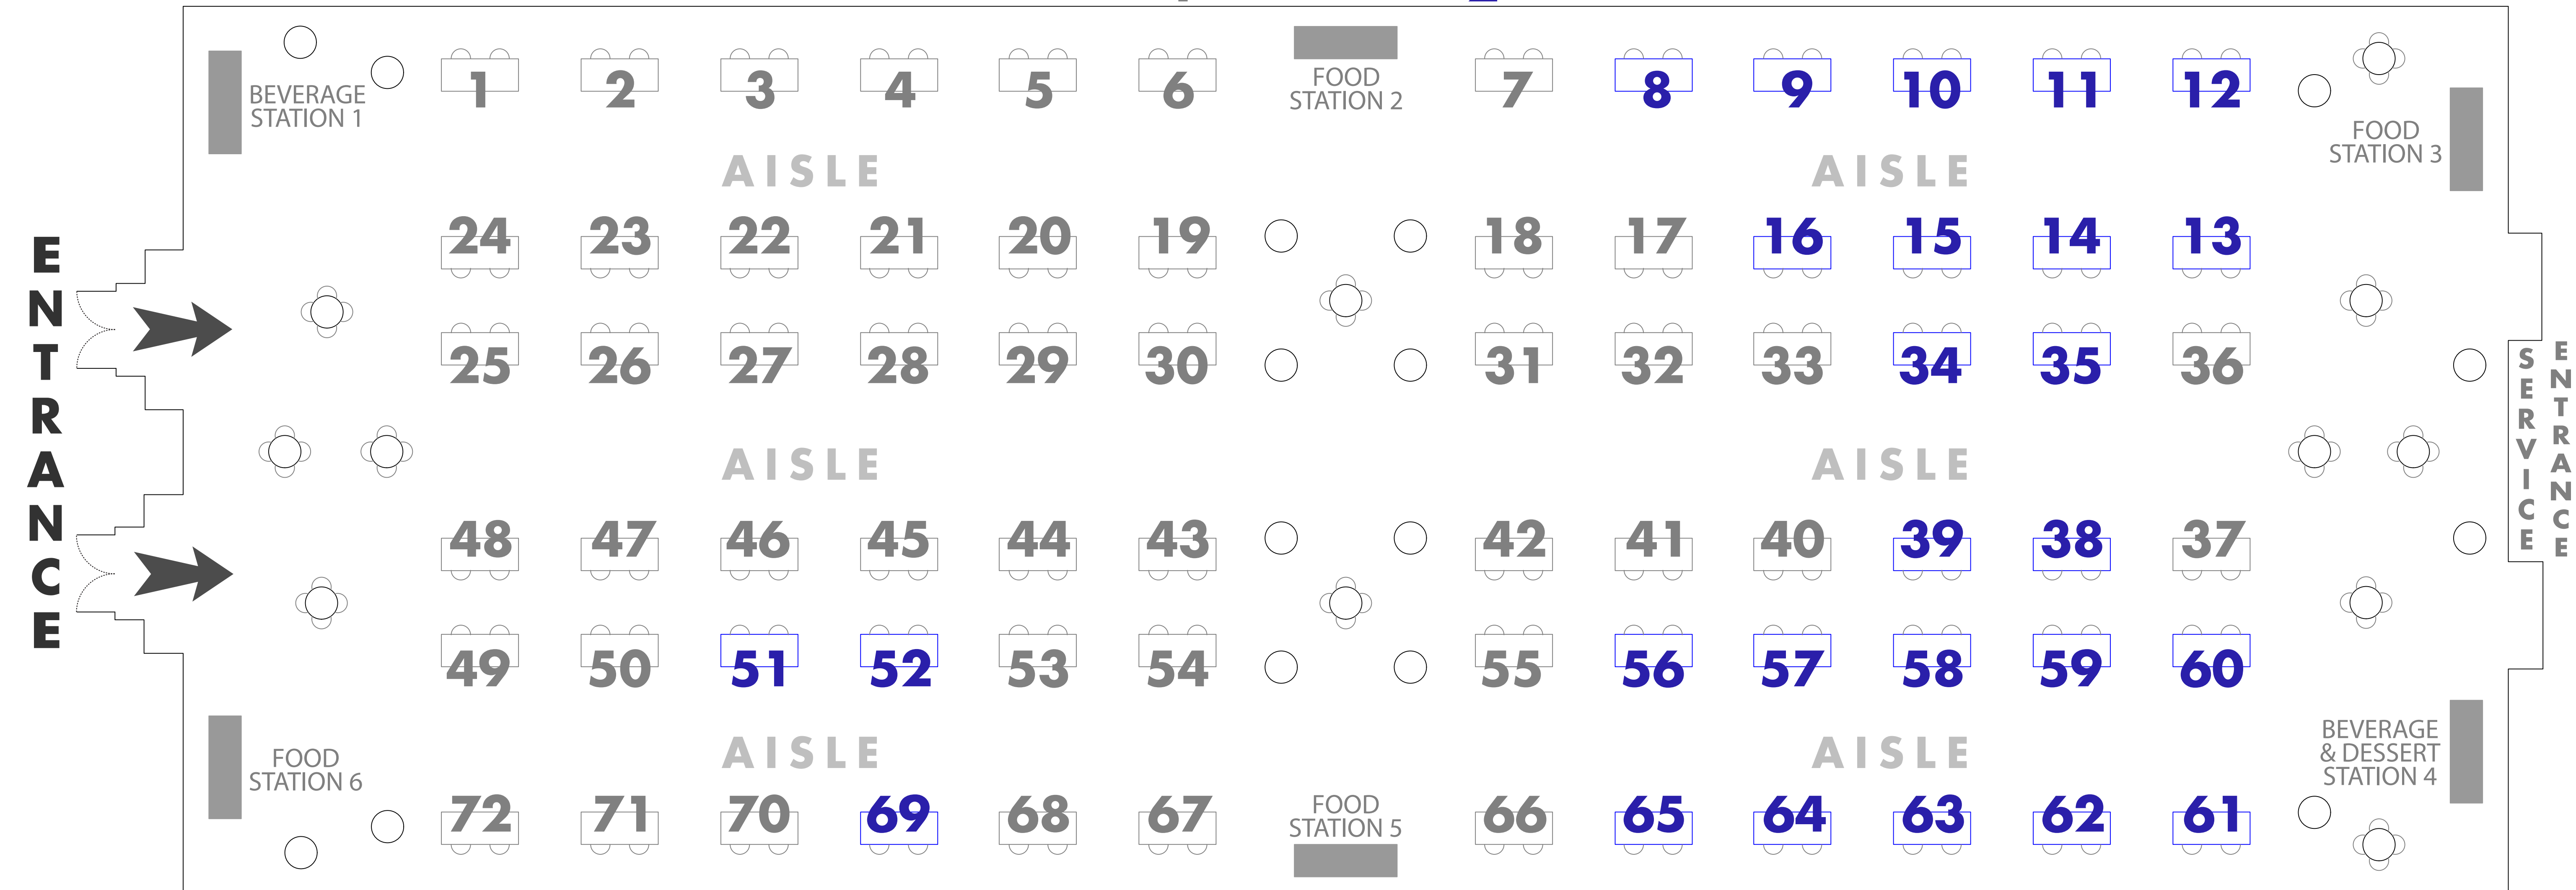 1 2 3 4 5 6 7 8 9 10 11 12
BEVERAGE
STATION 1
FOOD
STATION 2
FOOD
STATION 3
AISLE AISLE
24 23 22 21 20 19 18 17 16 15 14 13
ENTRANCE
25 26 27 28 29 30 31 32 33 34 35 36
SERVICE
ENTRANCE
AISLE AISLE
48 47 46 45 44 43 42 41 40 39 38 37
49 50 51 52 53 54 55 56 57 58 59 60
AISLE AISLE
FOOD
STATION 6
BEVERAGE
& DESSERT
STATION 4
72 71 70 69 68 67 66 65 64 63 62 61
FOOD
STATION 5